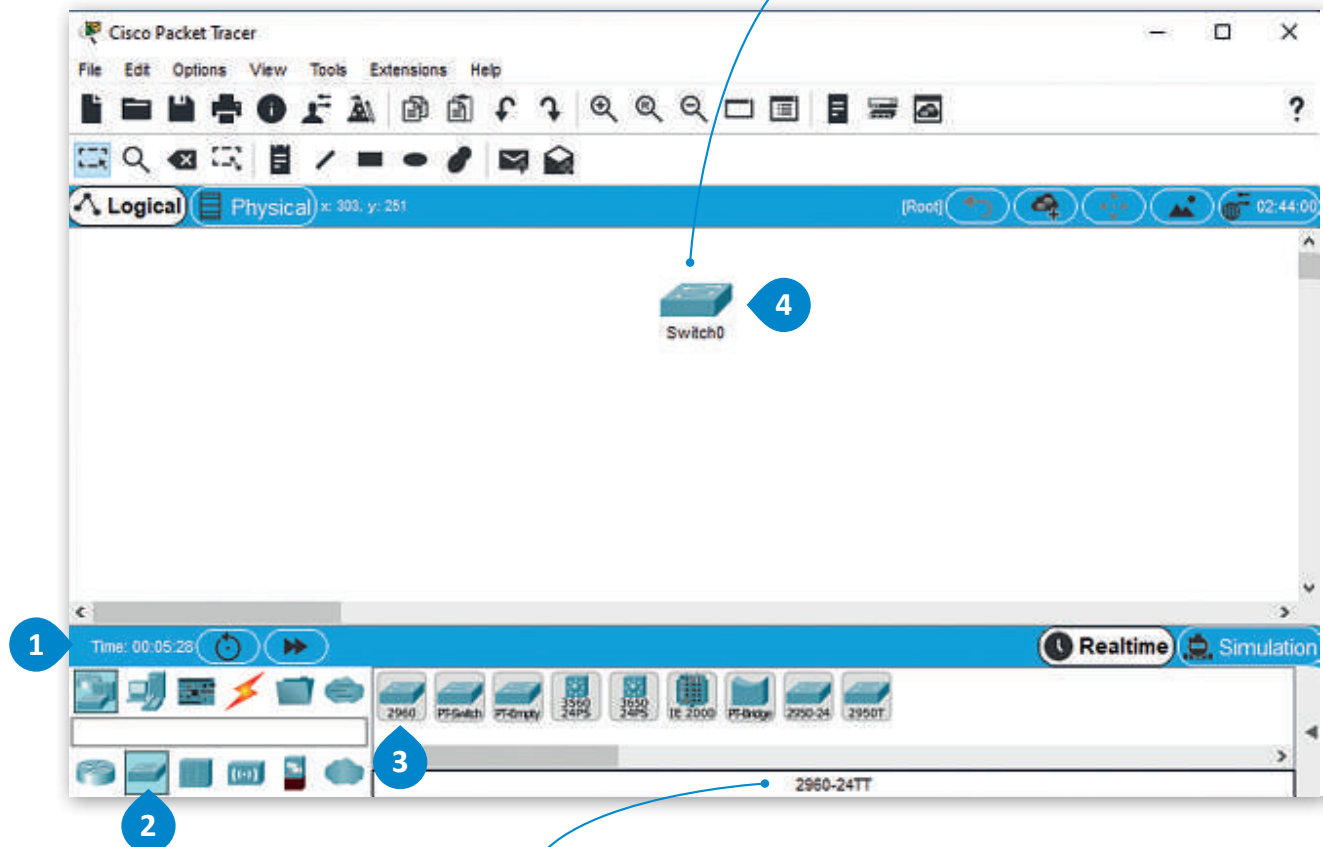 Cisco Packet Tracer
File Edit Options View Tools Extensions Help
?
Logical Physical x: 303, y: 251 [Root] 02:44:00
4
Switch0
1
Time: 00:05:28 Realtime Simulation
2960 PT-Switch PT-Empty 3560 24PS 3650 24PS IE 2000 PT-Bridge 2950-24 2950T
3
2960-24TT
2